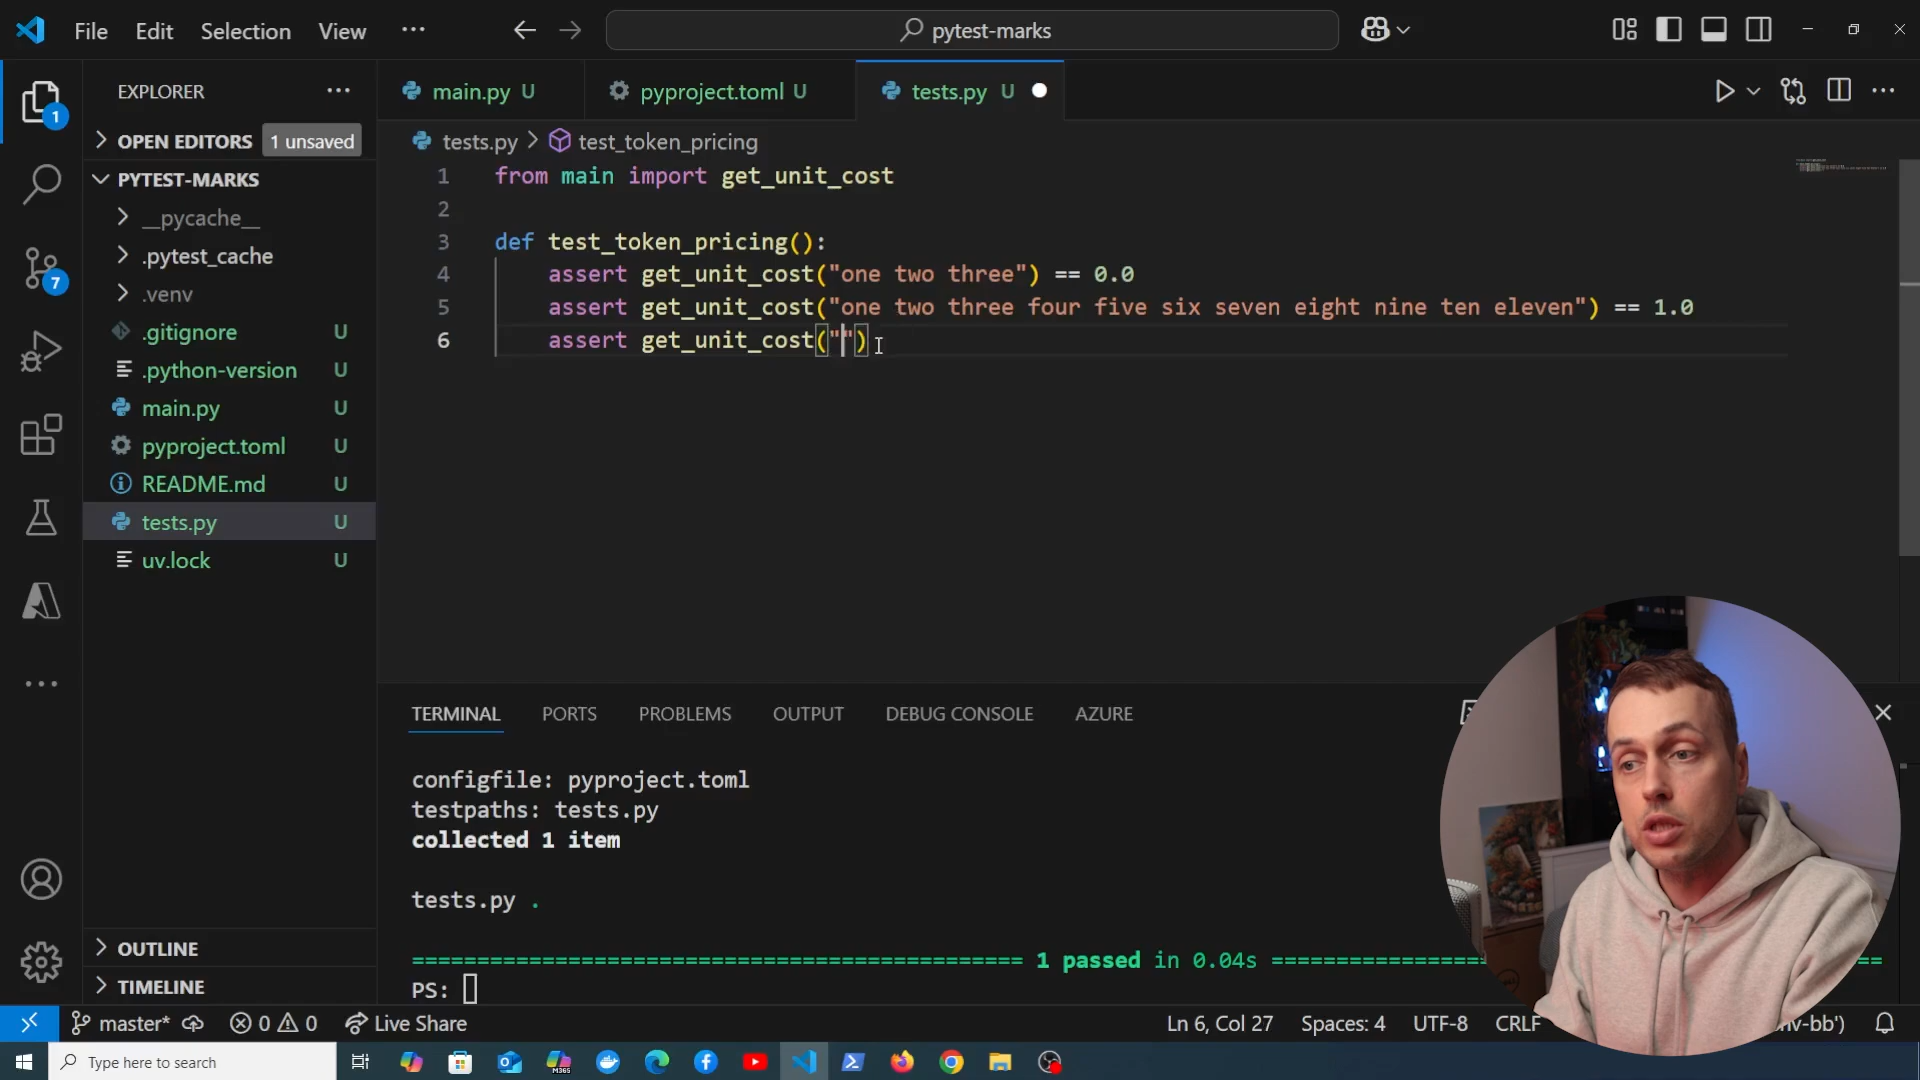 File Edit Selection View ··· pytest-marks
EXPLORER ···
main.py U pyproject.toml U tests.py U
OPEN EDITORS 1 unsaved
tests.py > test_token_pricing
PYTEST-MARKS
__pycache__
.pytest_cache
.venv
.gitignore U
.python-version U
main.py U
pyproject.toml U
README.md U
tests.py U
uv.lock U
OUTLINE
TIMELINE
1
7
1 from main import get_unit_cost
2
3 def test_token_pricing():
4 assert get_unit_cost("one two three") == 0.0
5 assert get_unit_cost("one two three four five six seven eight nine ten eleven") == 1.0
6 assert get_unit_cost("")
TERMINAL PORTS PROBLEMS OUTPUT DEBUG CONSOLE AZURE
configfile: pyproject.toml
testpaths: tests.py
collected 1 item
tests.py .
============================================== 1 passed in 0.04s ================== ==
PS:
master* 0 0 Live Share Ln 6, Col 27 Spaces: 4 UTF-8 CRLF nv-bb')
Type here to search
M365